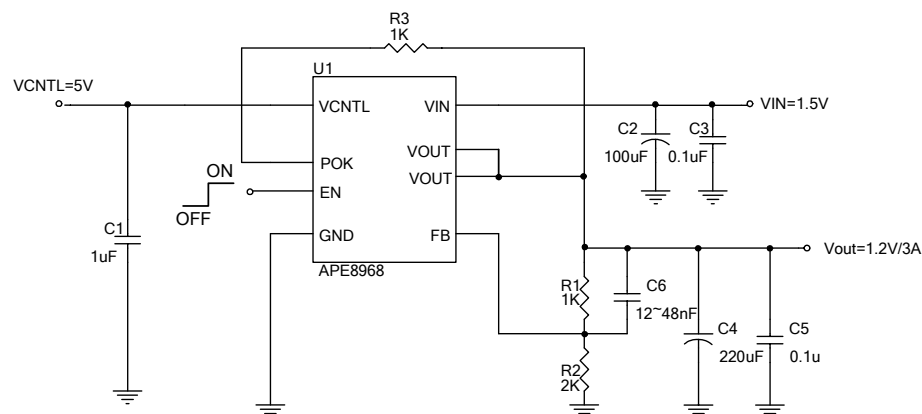 R3
1K
U1
VCNTL=5V
VCNTL
VIN
VIN=1.5V
C2
100uF
C3
0.1uF
VOUT
POK
VOUT
ON
EN
OFF
C1
1uF
GND
FB
Vout=1.2V/3A
APE8968
R1
1K
C6
12~48nF
C4
220uF
C5
0.1u
R2
2K